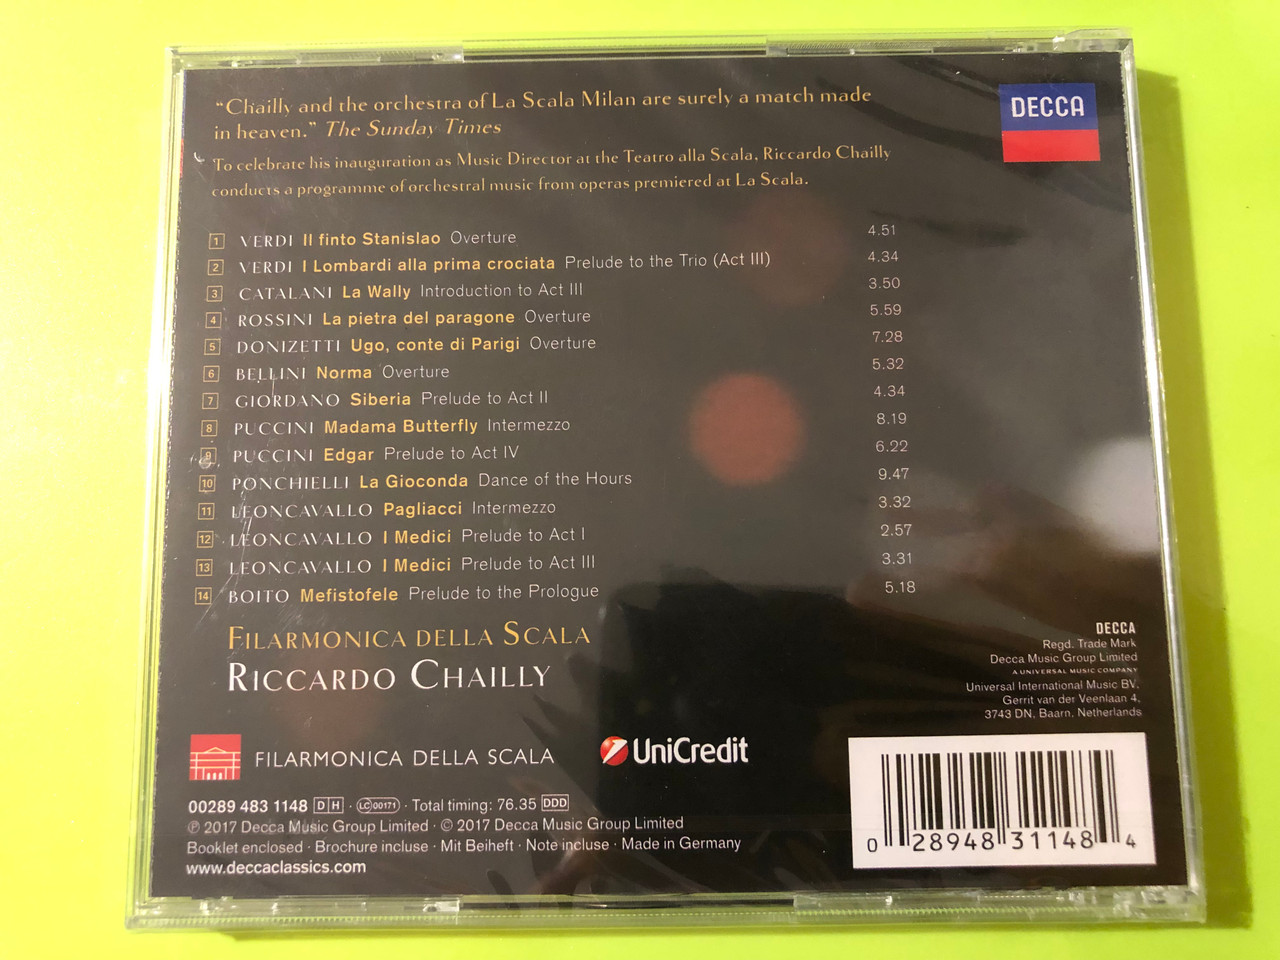 “Chailly and the orchestra of La Scala Milan are surely a match made
in heaven.” The Sunday Times
To celebrate his inauguration as Music Director at the Teatro alla Scala, Riccardo Chailly
conducts a programme of orchestral music from operas premiered at La Scala.
DECCA
1 VERDI Il finto Stanislao Overture 4.51
2 VERDI I Lombardi alla prima crociata Prelude to the Trio (Act III) 4.34
3 CATALANI La Wally Introduction to Act III 3.50
4 ROSSINI La pietra del paragone Overture 5.59
5 DONIZETTI Ugo, conte di Parigi Overture 7.28
6 BELLINI Norma Overture 5.32
7 GIORDANO Siberia Prelude to Act II 4.34
8 PUCCINI Madama Butterfly Intermezzo 8.19
9 PUCCINI Edgar Prelude to Act IV 6.22
10 PONCHIELLI La Gioconda Dance of the Hours 9.47
11 LEONCAVALLO Pagliacci Intermezzo 3.32
12 LEONCAVALLO I Medici Prelude to Act I 2.57
13 LEONCAVALLO I Medici Prelude to Act III 3.31
14 BOITO Mefistofele Prelude to the Prologue 5.18
FILARMONICA DELLA SCALA
RICCARDO CHAILLY
DECCA
Regd. Trade Mark
Decca Music Group Limited
A UNIVERSAL MUSIC COMPANY
Universal International Music BV,
Gerrit van der Veenlaan 4,
3743 DN, Baarn, Netherlands
FILARMONICA DELLA SCALA
UniCredit
00289 483 1148 D H · LC 00171 · Total timing: 76.35 DDD
℗ 2017 Decca Music Group Limited · © 2017 Decca Music Group Limited
Booklet enclosed · Brochure incluse · Mit Beiheft · Note incluse · Made in Germany
www.deccaclassics.com
0 28948 31148 4